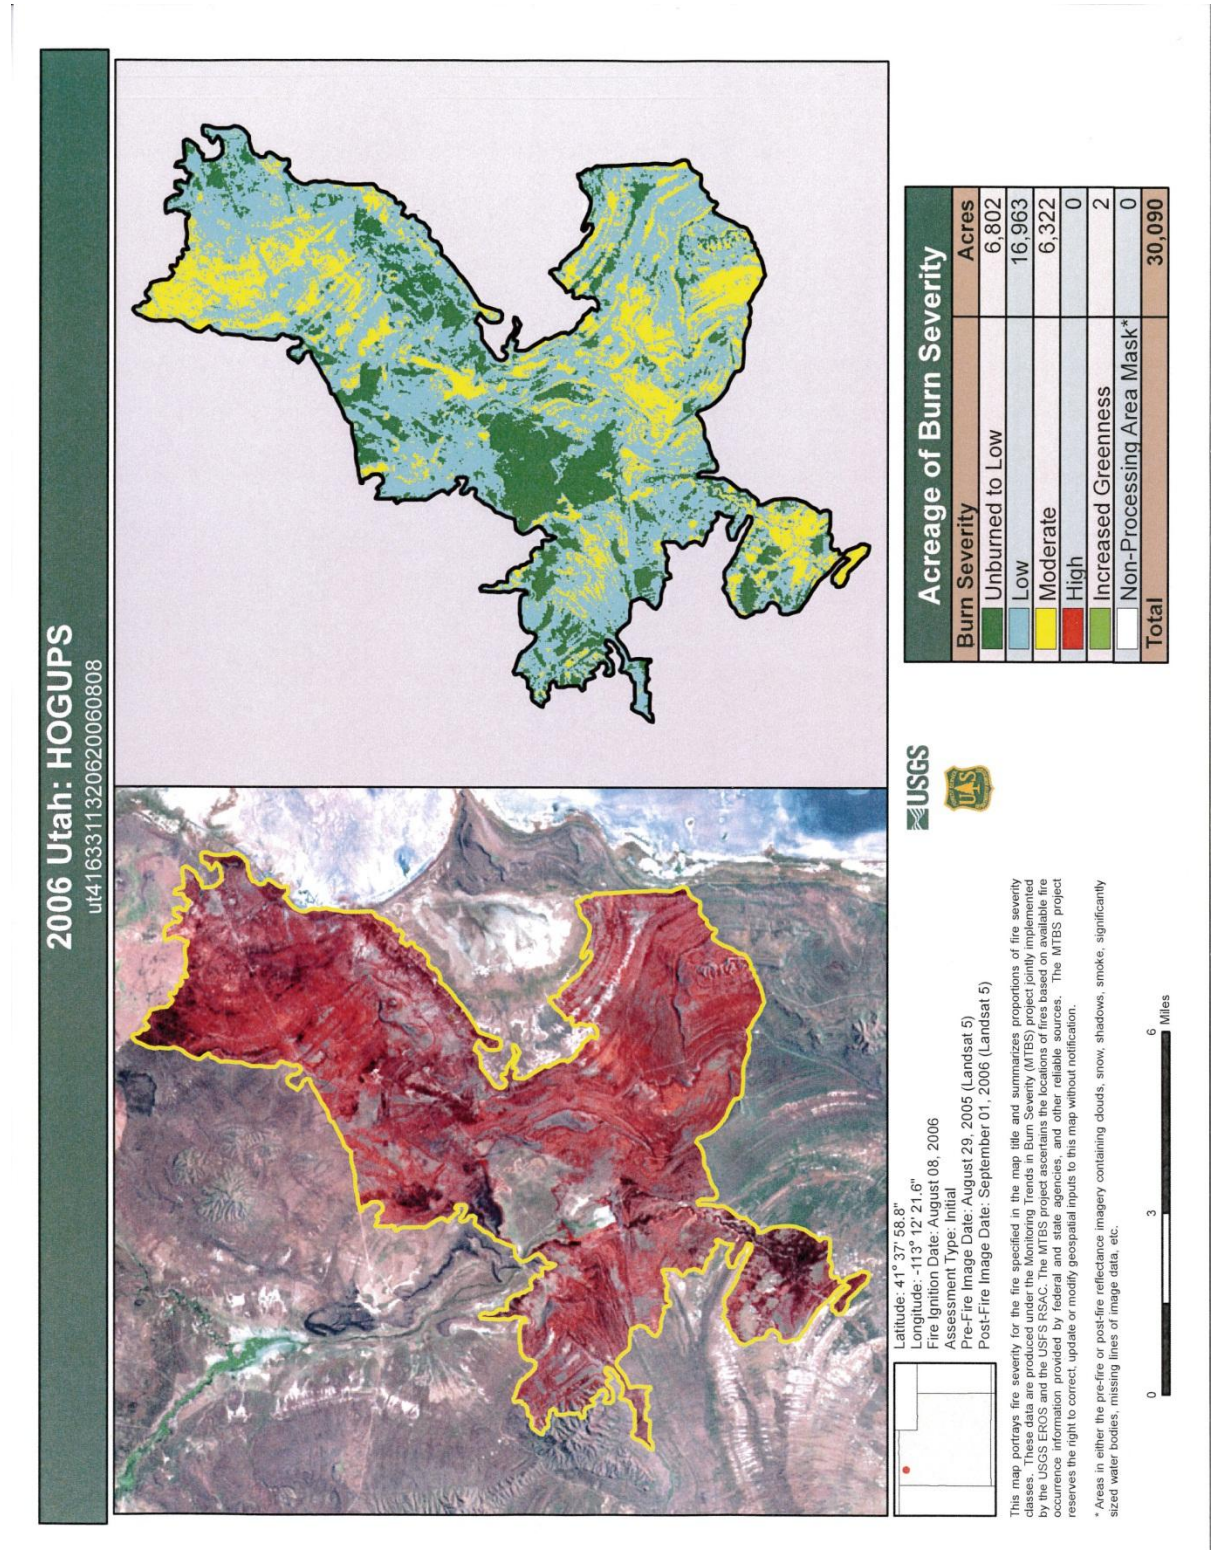 2006 Utah: HOGUPS
ut4163311320620060808
Latitude: 41° 37' 58.8"
Longitude: -113° 12' 21.6"
Fire Ignition Date: August 08, 2006
Assessment Type: Initial
Pre-Fire Image Date: August 29, 2005 (Landsat 5)
Post-Fire Image Date: September 01, 2006 (Landsat 5)
This map portrays fire severity for the fire specified in the map title and summarizes proportions of fire severity
classes. These data are produced under the Monitoring Trends in Burn Severity (MTBS) project jointly implemented
by the USGS EROS and the USFS RSAC. The MTBS project ascertains the locations of fires based on available fire
occurrence information provided by federal and state agencies, and other reliable sources. The MTBS project
reserves the right to correct, update or modify geospatial inputs to this map without notification.
* Areas in either the pre-fire or post-fire reflectance imagery containing clouds, snow, shadows, smoke, significantly
sized water bodies, missing lines of image data, etc.
0 3 6
Miles
USGS
UAS
Acreage of Burn Severity
Burn Severity Acres
Unburned to Low 6,802
Low 16,963
Moderate 6,322
High 0
Increased Greenness 2
Non-Processing Area Mask* 0
Total 30,090